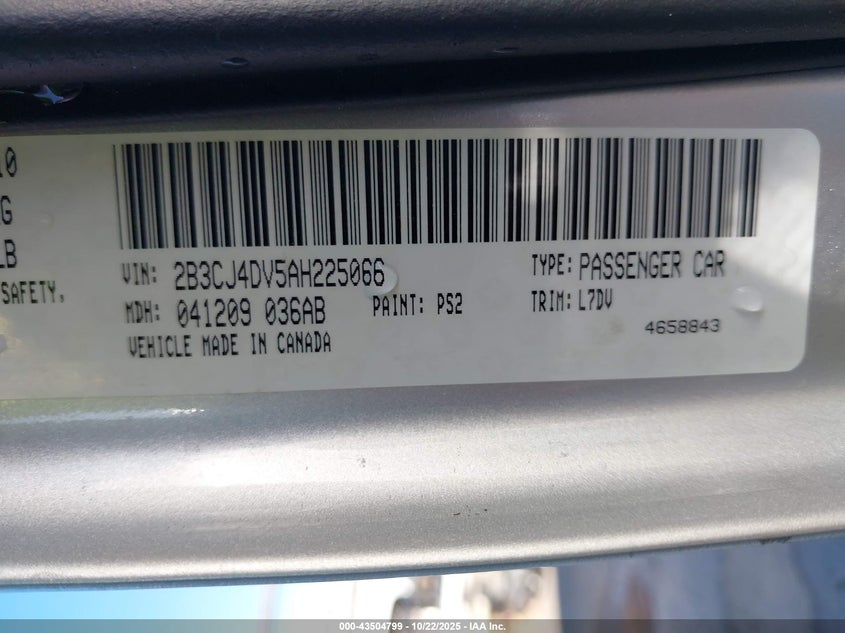 10
G
LB
SAFETY,
VIN: 2B3CJ4DV5AH225066 TYPE: PASSENGER CAR
MDH: 041209 036AB PAINT: PS2 TRIM: L7DV
VEHICLE MADE IN CANADA 4658843
000-43504799 - 10/22/2025 - IAA Inc.